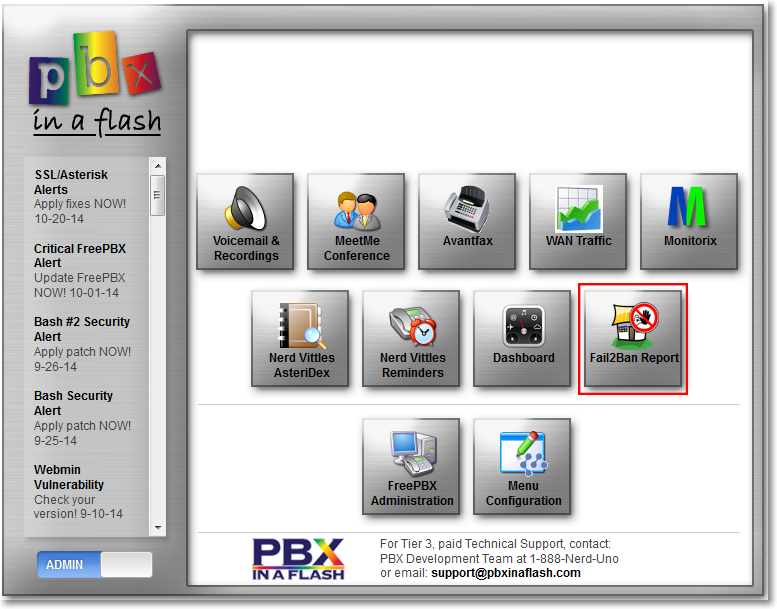 pbx
in a flash
SSL/Asterisk
Alerts
Apply fixes NOW!
10-20-14
Critical FreePBX
Alert
Update FreePBX
NOW! 10-01-14
Bash #2 Security
Alert
Apply patch NOW!
9-26-14
Bash Security
Alert
Apply patch NOW!
9-25-14
Webmin
Vulnerability
Check your
version! 9-10-14
ADMIN
Voicemail &
Recordings
MeetMe
Conference
Avantfax
WAN Traffic
M
Monitorix
Nerd Vittles
AsteriDex
Nerd Vittles
Reminders
Dashboard
Fail2Ban Report
FreePBX
Administration
Menu
Configuration
PBX
IN A FLASH
For Tier 3, paid Technical Support, contact:
PBX Development Team at 1-888-Nerd-Uno
or email: support@pbxinaflash.com